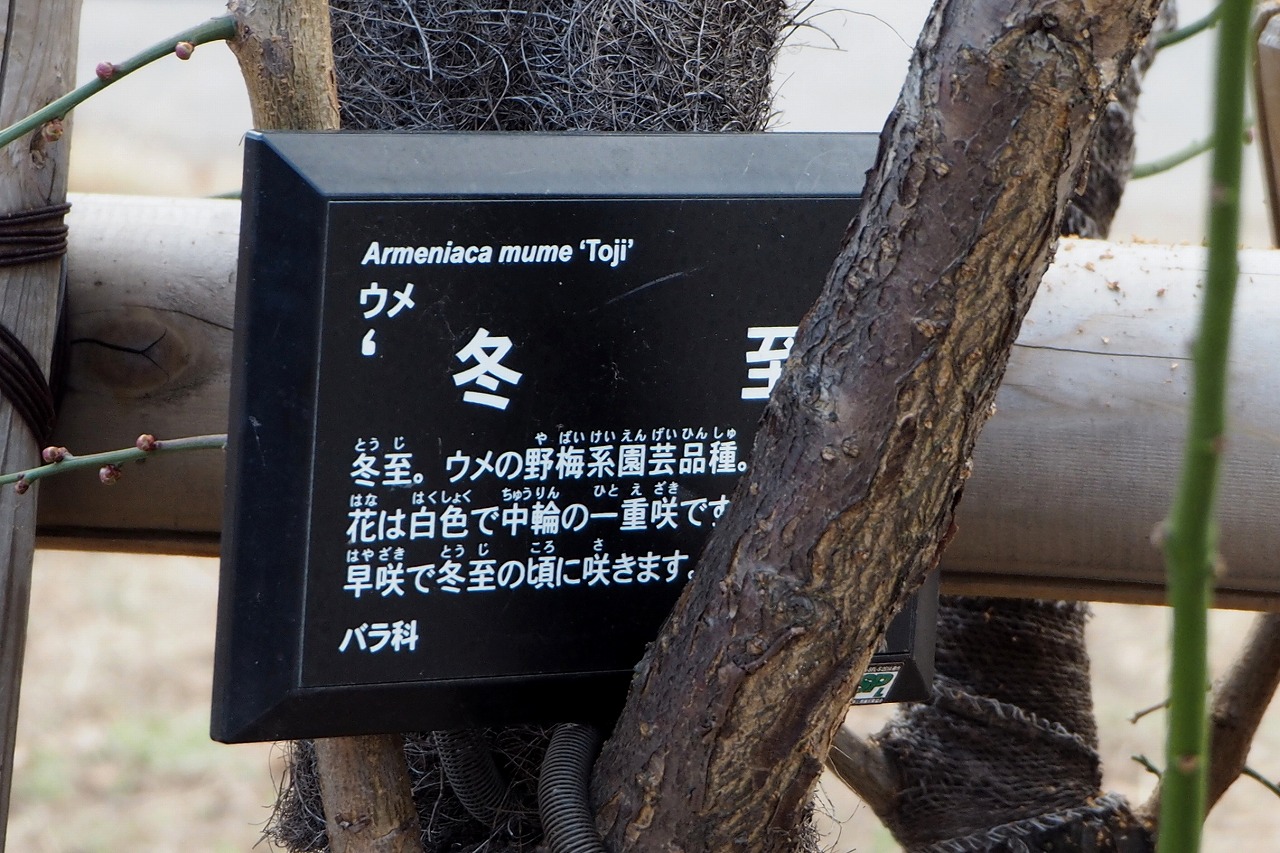 Armeniaca mume ‘Toji’
ウメ
‘ 冬 至
とう じ や ばい けい えん げい ひん しゅ
冬至。ウメの野梅系園芸品種。
はな はくしょく ちゅうりん ひと え ざき
花は白色で中輪の一重咲です
はや ざき とう じ ころ さ
早咲で冬至の頃に咲きます。
バラ科